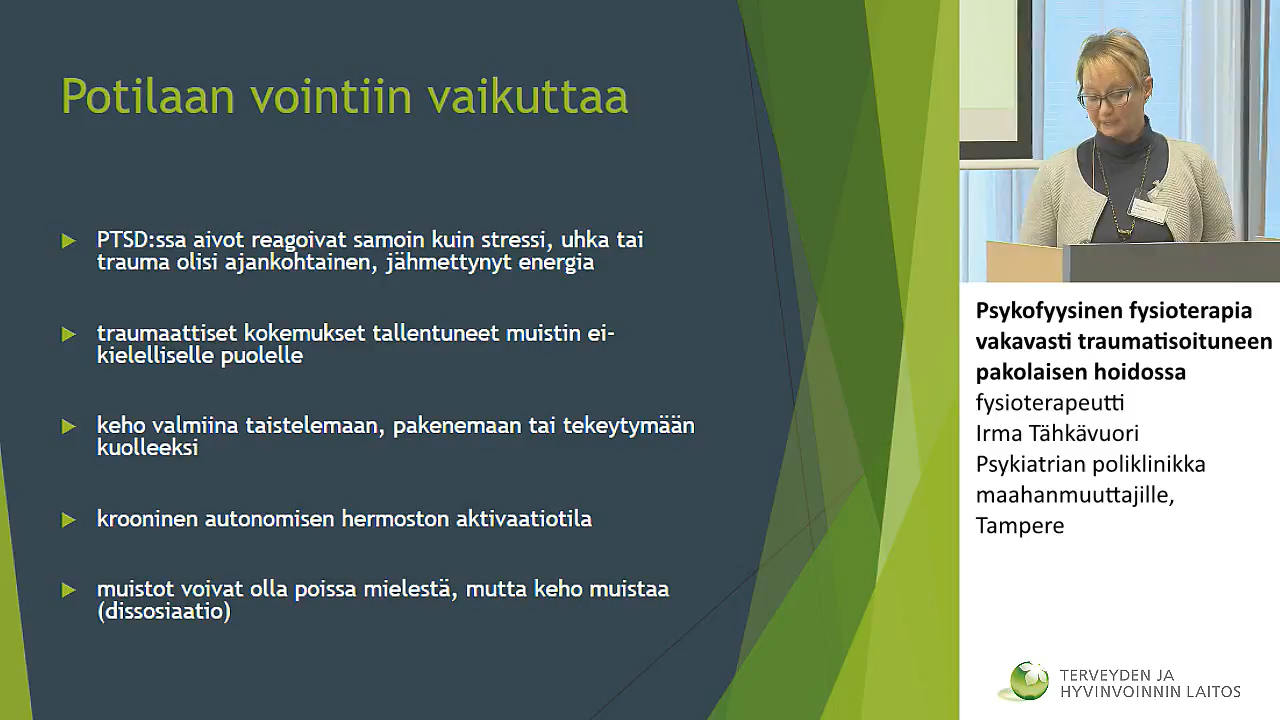 Potilaan vointiin vaikuttaa
PTSD:ssa aivot reagoivat samoin kuin stressi, uhka tai
trauma olisi ajankohtainen, jähmettynyt energia
traumaattiset kokemukset tallentuneet muistin ei-
kielelliselle puolelle
keho valmiina taistelemaan, pakenemaan tai tekeytymään
kuolleeksi
krooninen autonomisen hermoston aktivaatiotila
muistot voivat olla poissa mielestä, mutta keho muistaa
(dissosiaatio)
Psykofyysinen fysioterapia
vakavasti traumatisoituneen
pakolaisen hoidossa
fysioterapeutti
Irma Tähkävuori
Psykiatrian poliklinikka
maahanmuuttajille,
Tampere
TERVEYDEN JA
HYVINVOINNIN LAITOS